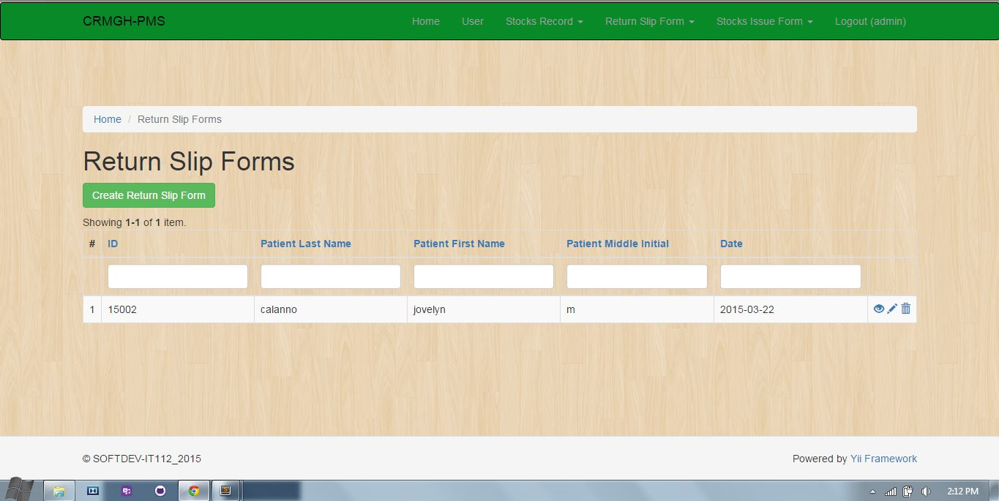 CRMGH-PMS Home User Stocks Record Return Slip Form Stocks Issue Form Logout (admin)
Home / Return Slip Forms
Return Slip Forms
Create Return Slip Form
Showing 1-1 of 1 item.
# ID Patient Last Name Patient First Name Patient Middle Initial Date
1 15002 calanno jovelyn m 2015-03-22
© SOFTDEV-IT112_2015 Powered by Yii Framework
2:12 PM